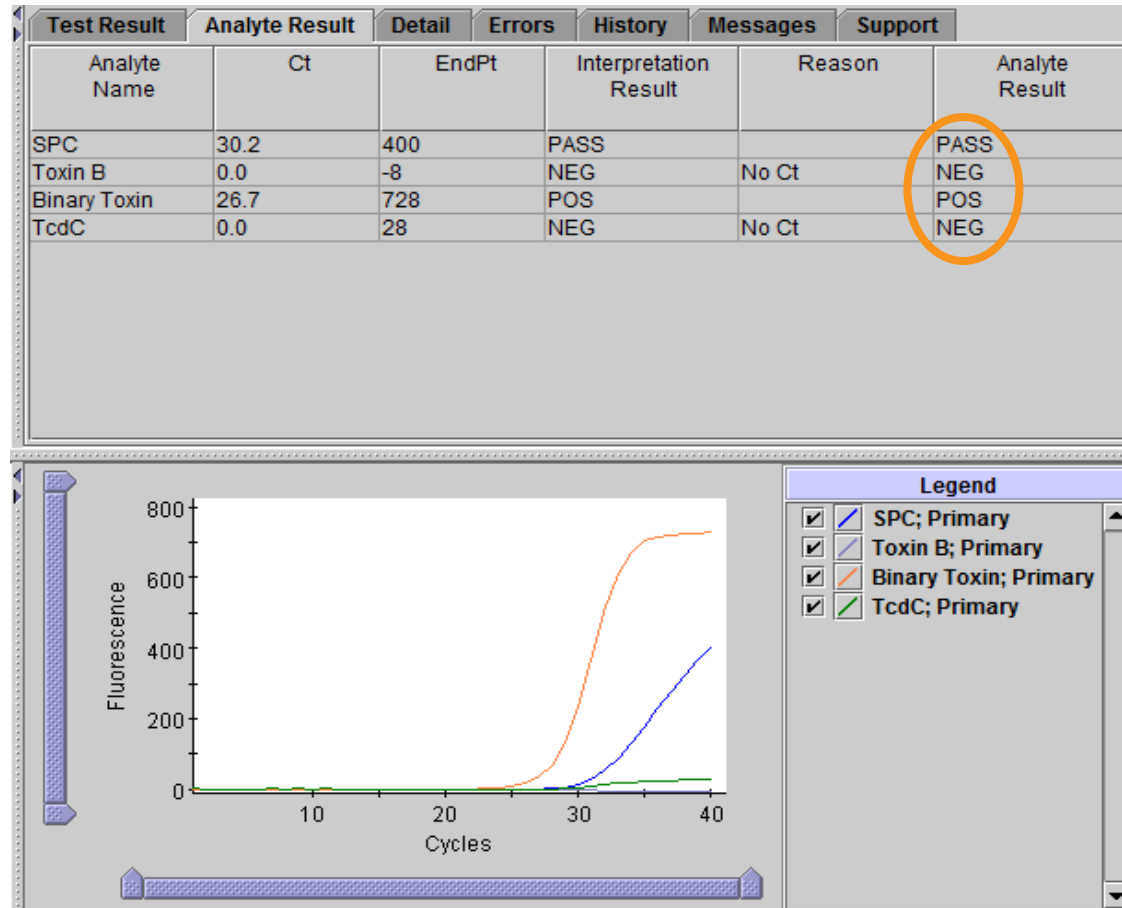 Test Result Analyte Result Detail Errors History Messages Support
Analyte Name Ct EndPt Interpretation Result Reason Analyte Result
SPC 30.2 400 PASS PASS
Toxin B 0.0 -8 NEG No Ct NEG
Binary Toxin 26.7 728 POS POS
TcdC 0.0 28 NEG No Ct NEG
800
600
400
200
0
Fluorescence
10 20 30 40
Cycles
Legend
SPC; Primary
Toxin B; Primary
Binary Toxin; Primary
TcdC; Primary